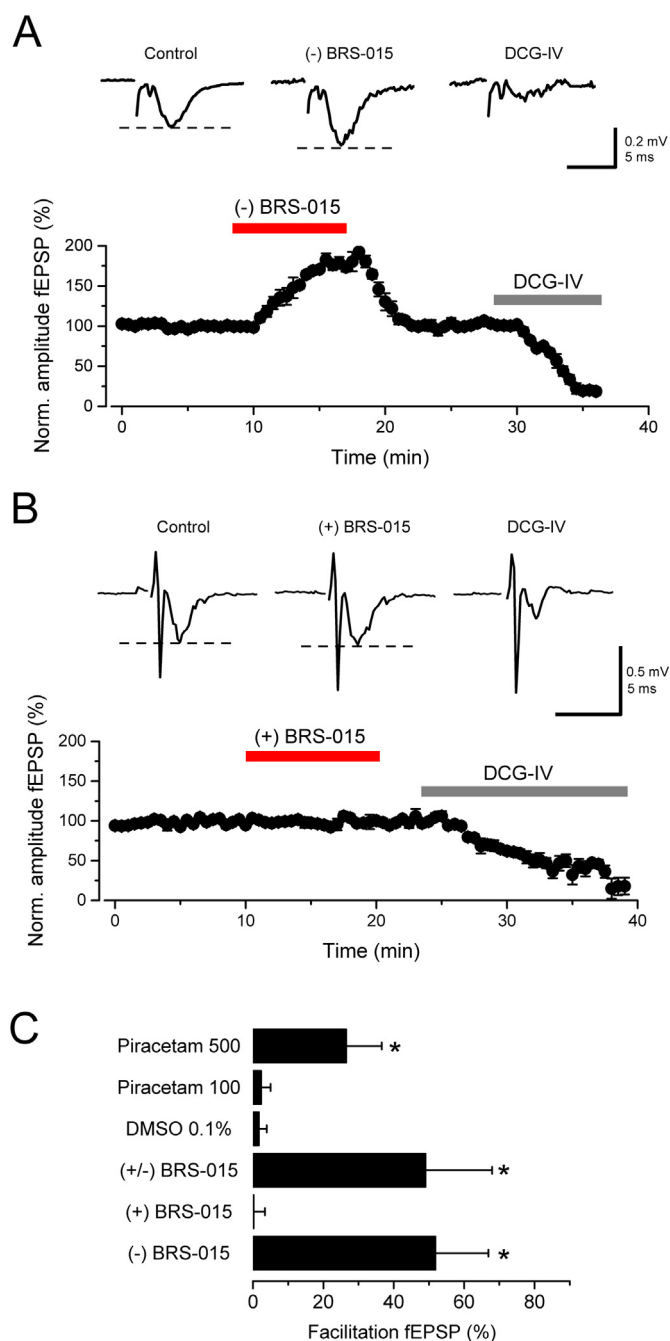 A
Control
(-) BRS-015
DCG-IV
0.2 mV
5 ms
(-) BRS-015
DCG-IV
Norm. amplitude fEPSP (%)
200
150
100
50
0
0 10 20 30 40
Time (min)
B
Control
(+) BRS-015
DCG-IV
0.5 mV
5 ms
(+) BRS-015
DCG-IV
Norm. amplitude fEPSP (%)
200
150
100
50
0
0 10 20 30 40
Time (min)
C
Piracetam 500 *
Piracetam 100
DMSO 0.1%
(+/-) BRS-015 *
(+) BRS-015
(-) BRS-015 *
0 20 40 60 80
Facilitation fEPSP (%)